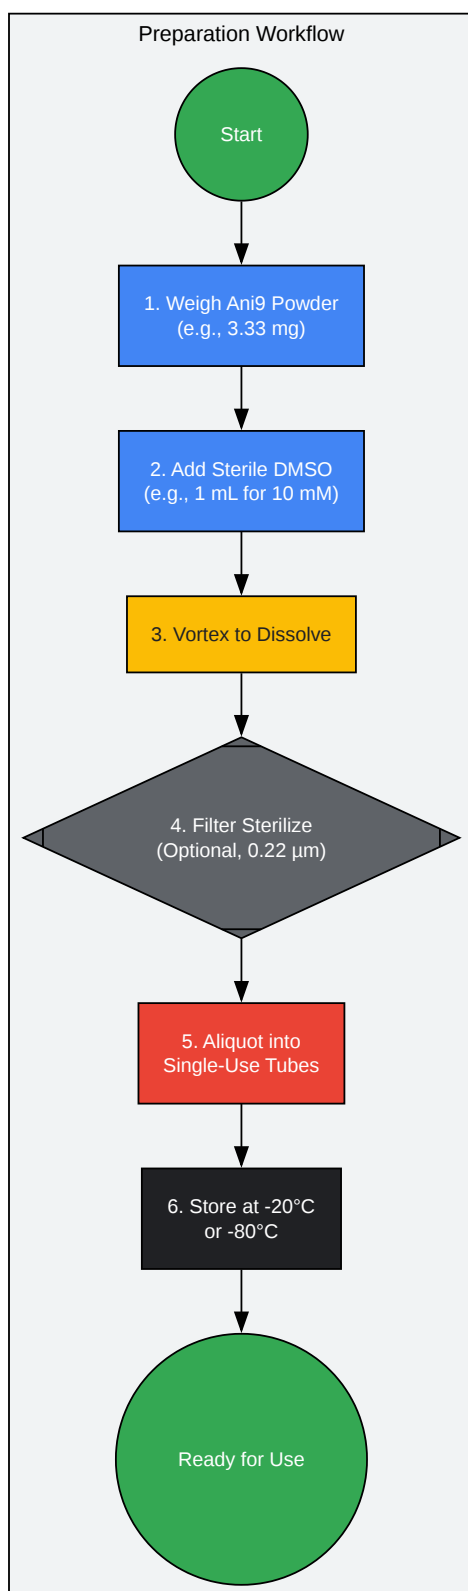 Preparation Workflow
Start
1. Weigh Ani9 Powder
(e.g., 3.33 mg)
2. Add Sterile DMSO
(e.g., 1 mL for 10 mM)
3. Vortex to Dissolve
4. Filter Sterilize
(Optional, 0.22 µm)
5. Aliquot into
Single-Use Tubes
6. Store at -20°C
or -80°C
Ready for Use